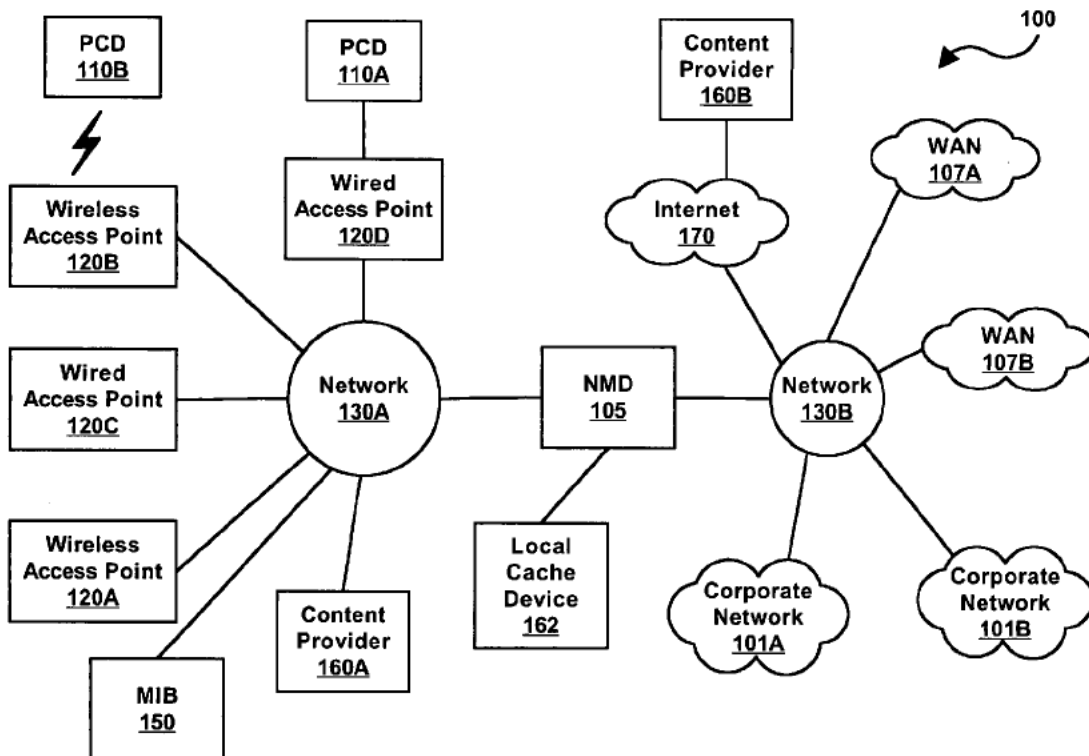 100
PCD
110B
PCD
110A
Content
Provider
160B
WAN
107A
Wireless
Access Point
120B
Wired
Access Point
120D
Internet
170
WAN
107B
Wired
Access Point
120C
Network
130A
NMD
105
Network
130B
Wireless
Access Point
120A
Content
Provider
160A
Local
Cache
Device
162
Corporate
Network
101A
Corporate
Network
101B
MIB
150